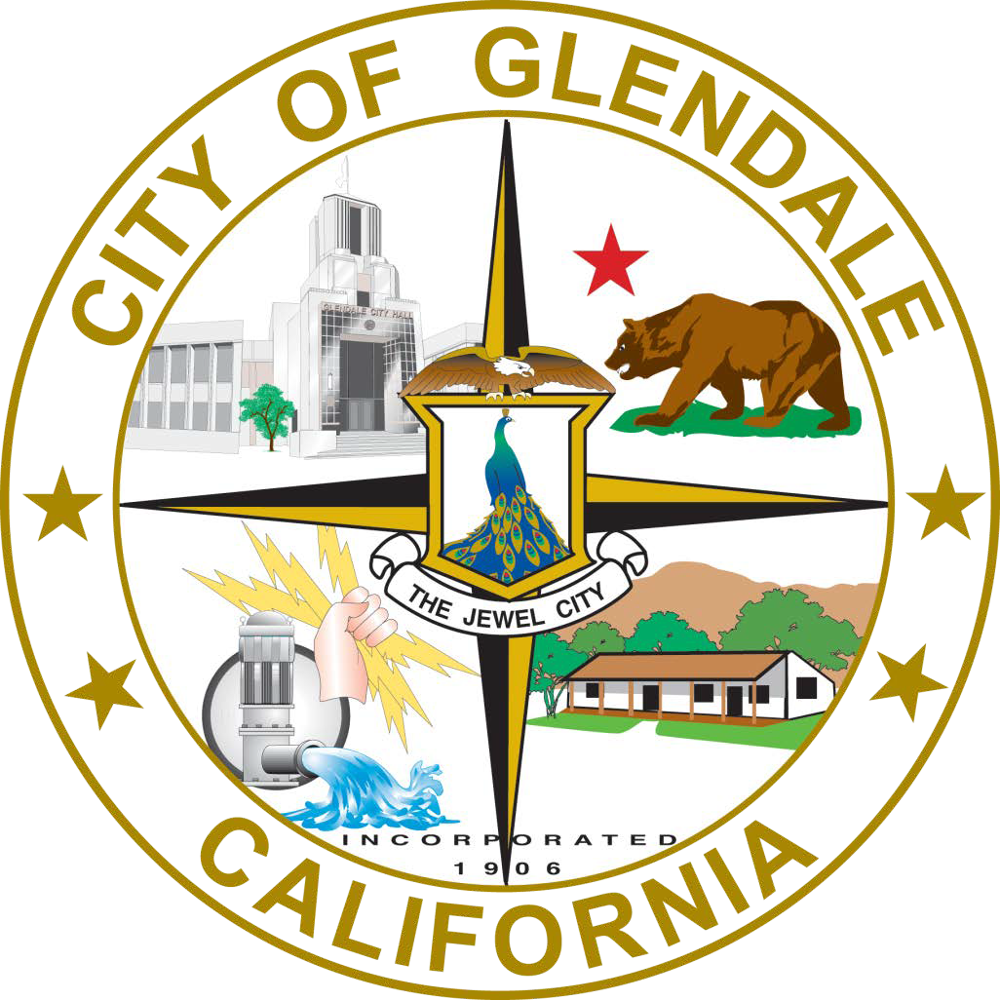 CITY OF GLENDALE
GLENDALE CITY HALL
THE JEWEL CITY
INCORPORATED
1906
CALIFORNIA